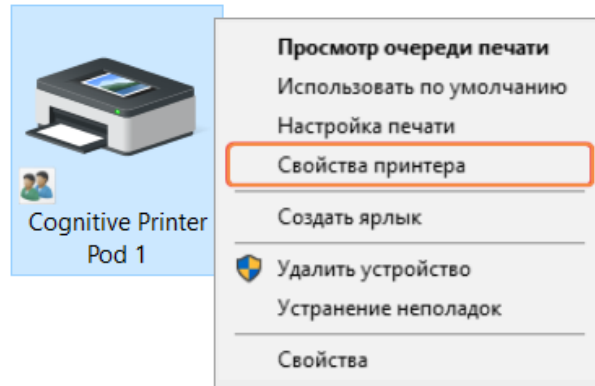 Cognitive Printer
Pod 1
Просмотр очереди печати
Использовать по умолчанию
Настройка печати
Свойства принтера
Создать ярлык
Удалить устройство
Устранение неполадок
Свойства